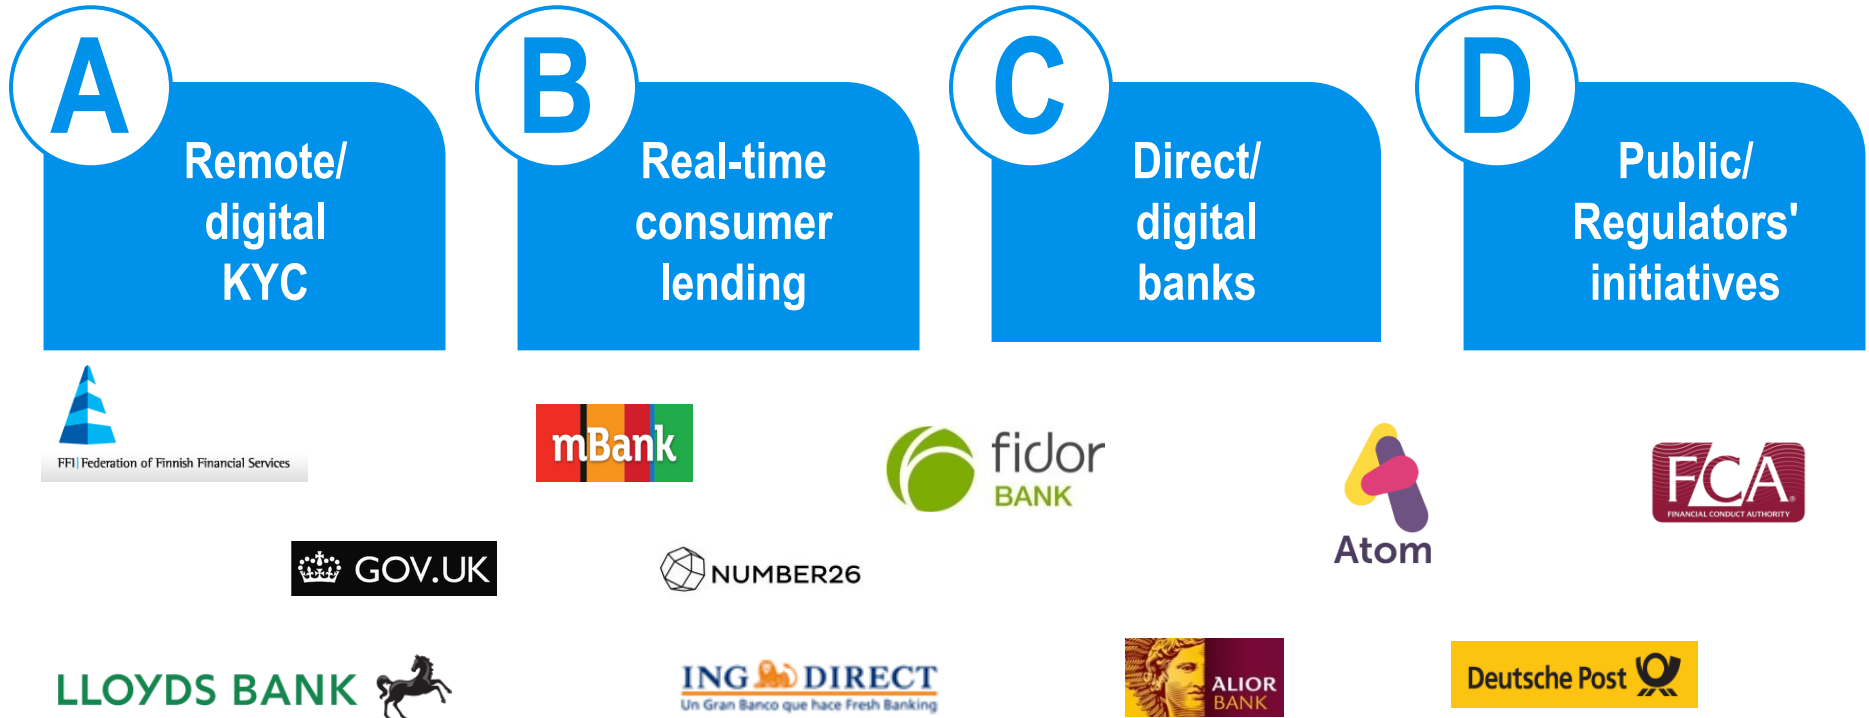 A
Remote/
digital
KYC
B
Real-time
consumer
lending
C
Direct/
digital
banks
D
Public/
Regulators'
initiatives
FFI|Federation of Finnish Financial Services
mBank
fidor
BANK
Atom
FCA
FINANCIAL CONDUCT AUTHORITY
GOV.UK
NUMBER26
LLOYDS BANK
ING DIRECT
Un Gran Banco que hace Fresh Banking
ALIOR
BANK
Deutsche Post